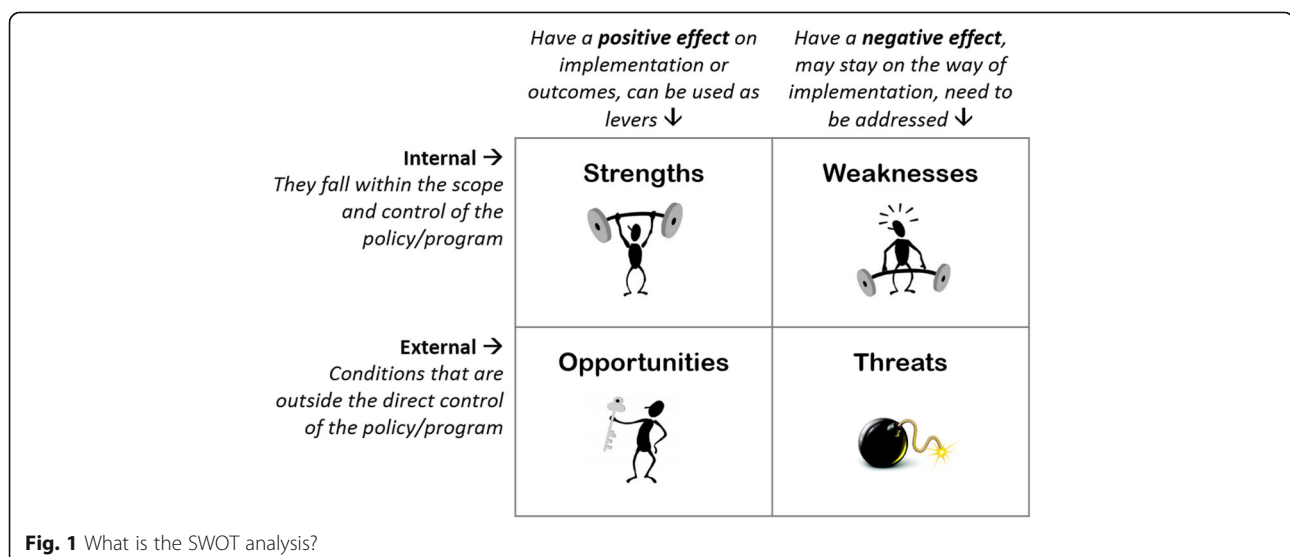 Have a positive effect on
implementation or
outcomes, can be used as
levers ↓
Have a negative effect,
may stay on the way of
implementation, need to
be addressed ↓
Internal →
They fall within the scope
and control of the
policy/program
Strengths
Weaknesses
External →
Conditions that are
outside the direct control
of the policy/program
Opportunities
Threats
Fig. 1 What is the SWOT analysis?